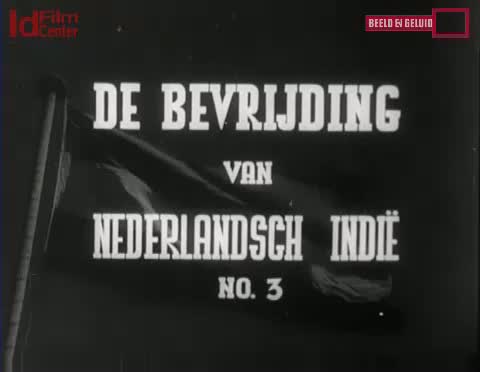 Id Film Center
BEELD EN GELUID
DE BEVRIJDING
VAN
NEDERLANDSCH INDIË
NO. 3